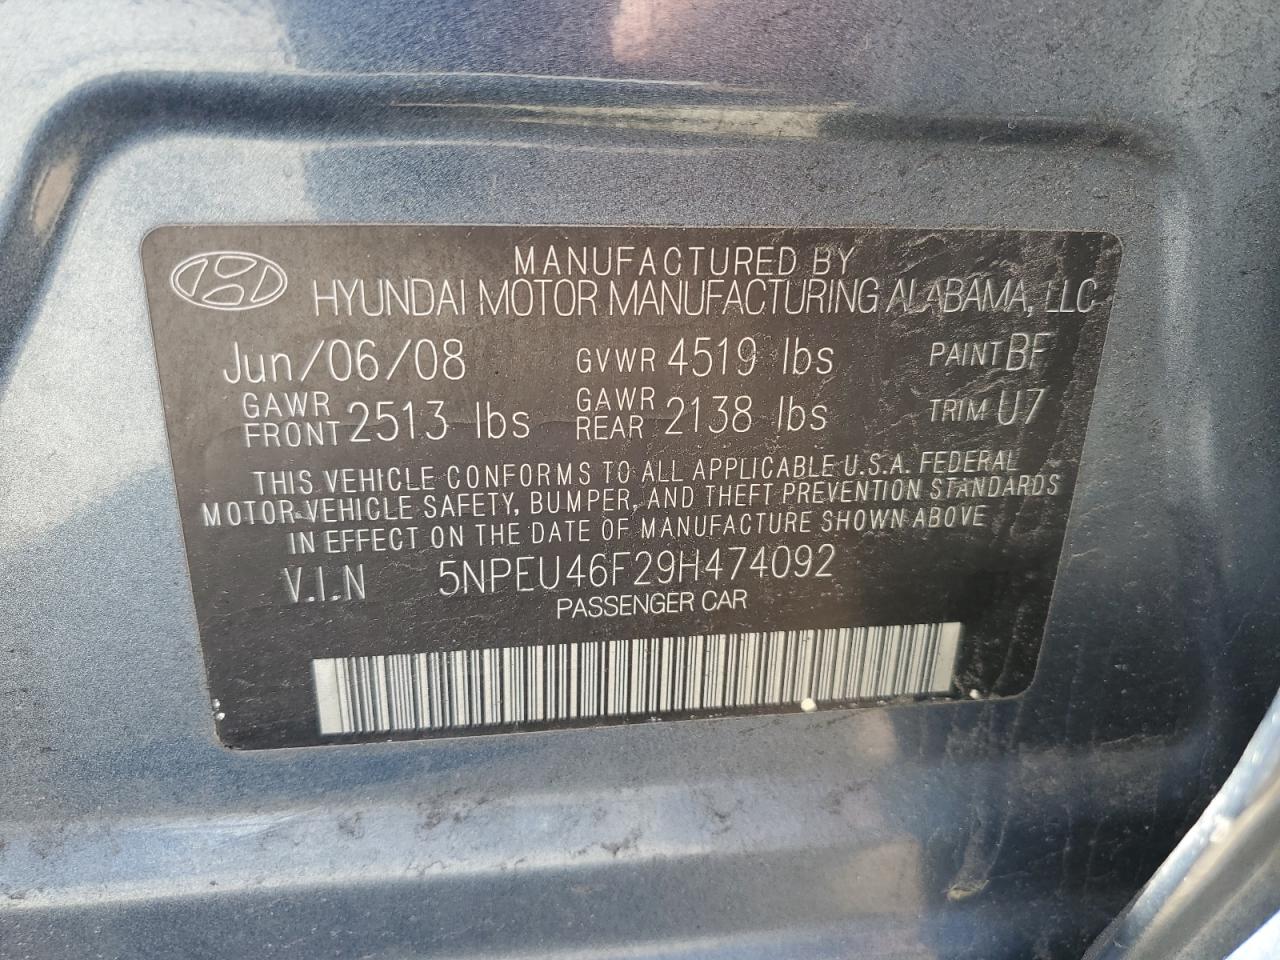 MANUFACTURED BY
HYUNDAI MOTOR MANUFACTURING ALABAMA, LLC
Jun/06/08 GVWR 4519 lbs PAINT BF
GAWR FRONT 2513 lbs GAWR REAR 2138 lbs TRIM U7
THIS VEHICLE CONFORMS TO ALL APPLICABLE U.S.A. FEDERAL
MOTOR VEHICLE SAFETY, BUMPER, AND THEFT PREVENTION STANDARDS
IN EFFECT ON THE DATE OF MANUFACTURE SHOWN ABOVE
V.I.N 5NPEU46F29H474092
PASSENGER CAR